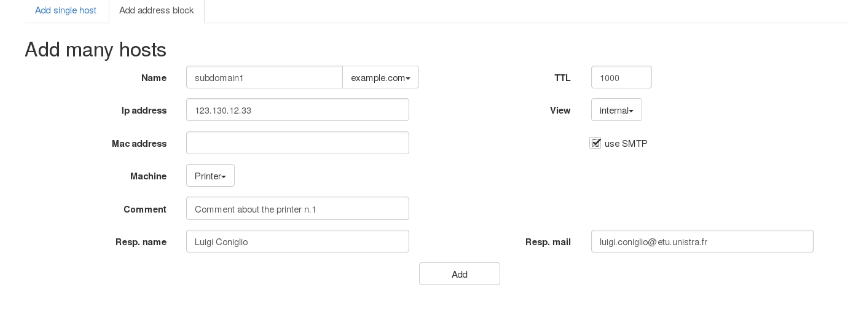 Add single host Add address block
Add many hosts
Name subdomain1 example.com TTL 1000
Ip address 123.130.12.33 View internal
Mac address use SMTP
Machine Printer
Comment Comment about the printer n.1
Resp. name Luigi Coniglio Resp. mail luigi.coniglio@etu.unistra.fr
Add